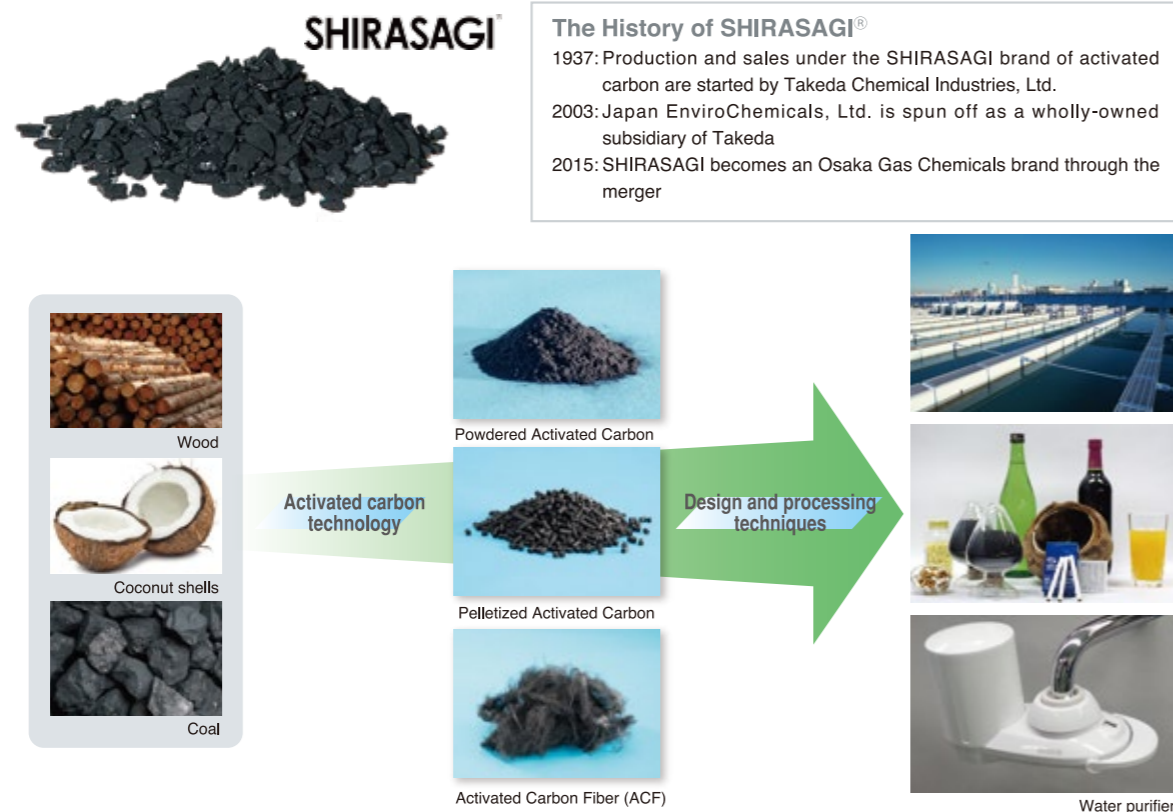 SHIRASAGI®
The History of SHIRASAGI®
1937: Production and sales under the SHIRASAGI brand of activated
carbon are started by Takeda Chemical Industries, Ltd.
2003: Japan EnviroChemicals, Ltd. is spun off as a wholly-owned
subsidiary of Takeda
2015: SHIRASAGI becomes an Osaka Gas Chemicals brand through the
merger
Wood
Coconut shells
Coal
Activated carbon
technology
Powdered Activated Carbon
Pelletized Activated Carbon
Activated Carbon Fiber (ACF)
Design and processing
techniques
Water purifier